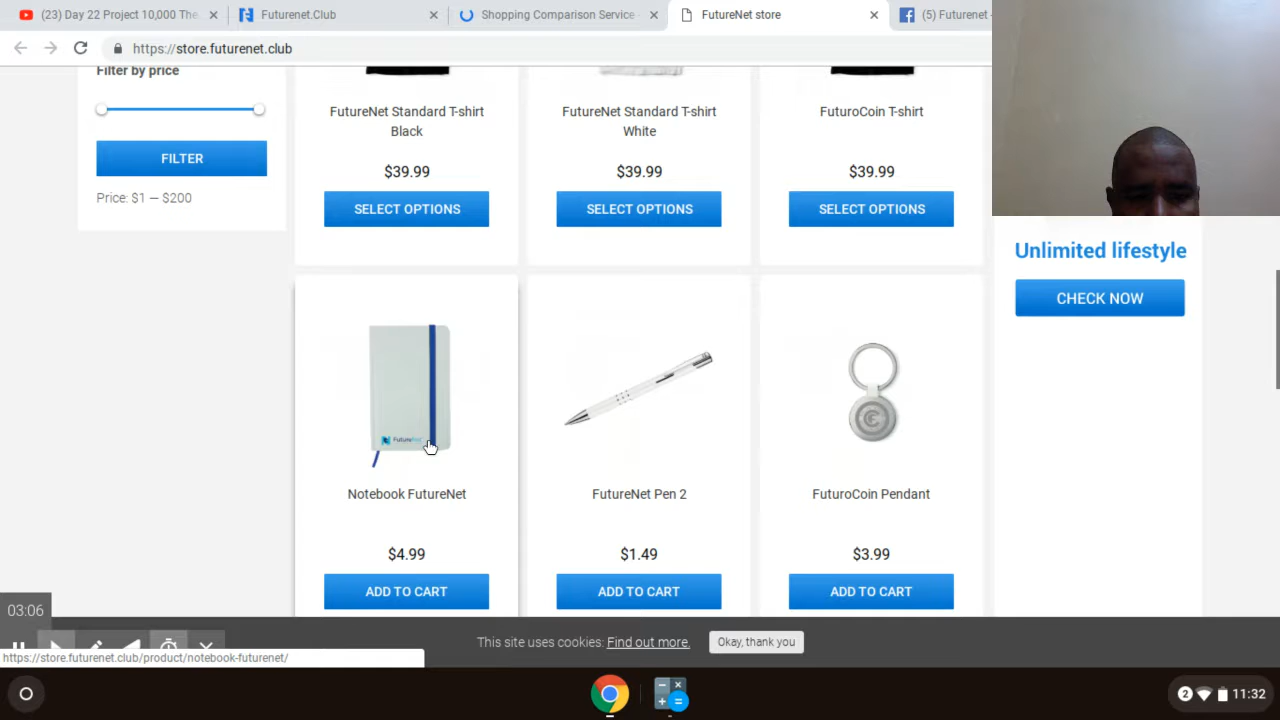 (23) Day 22 Project 10,000 The
Futurenet.Club
Shopping Comparison Service
FutureNet store
(5) Futurenet
https://store.futurenet.club
Filter by price
FILTER
Price: $1 — $200
FutureNet Standard T-shirt
Black
$39.99
SELECT OPTIONS
FutureNet Standard T-shirt
White
$39.99
SELECT OPTIONS
FuturoCoin T-shirt
$39.99
SELECT OPTIONS
Unlimited lifestyle
CHECK NOW
FutureNet
Notebook FutureNet
$4.99
ADD TO CART
FutureNet Pen 2
$1.49
ADD TO CART
FuturoCoin Pendant
$3.99
ADD TO CART
03:06
This site uses cookies: Find out more.
Okay, thank you
https://store.futurenet.club/product/notebook-futurenet/
2
11:32